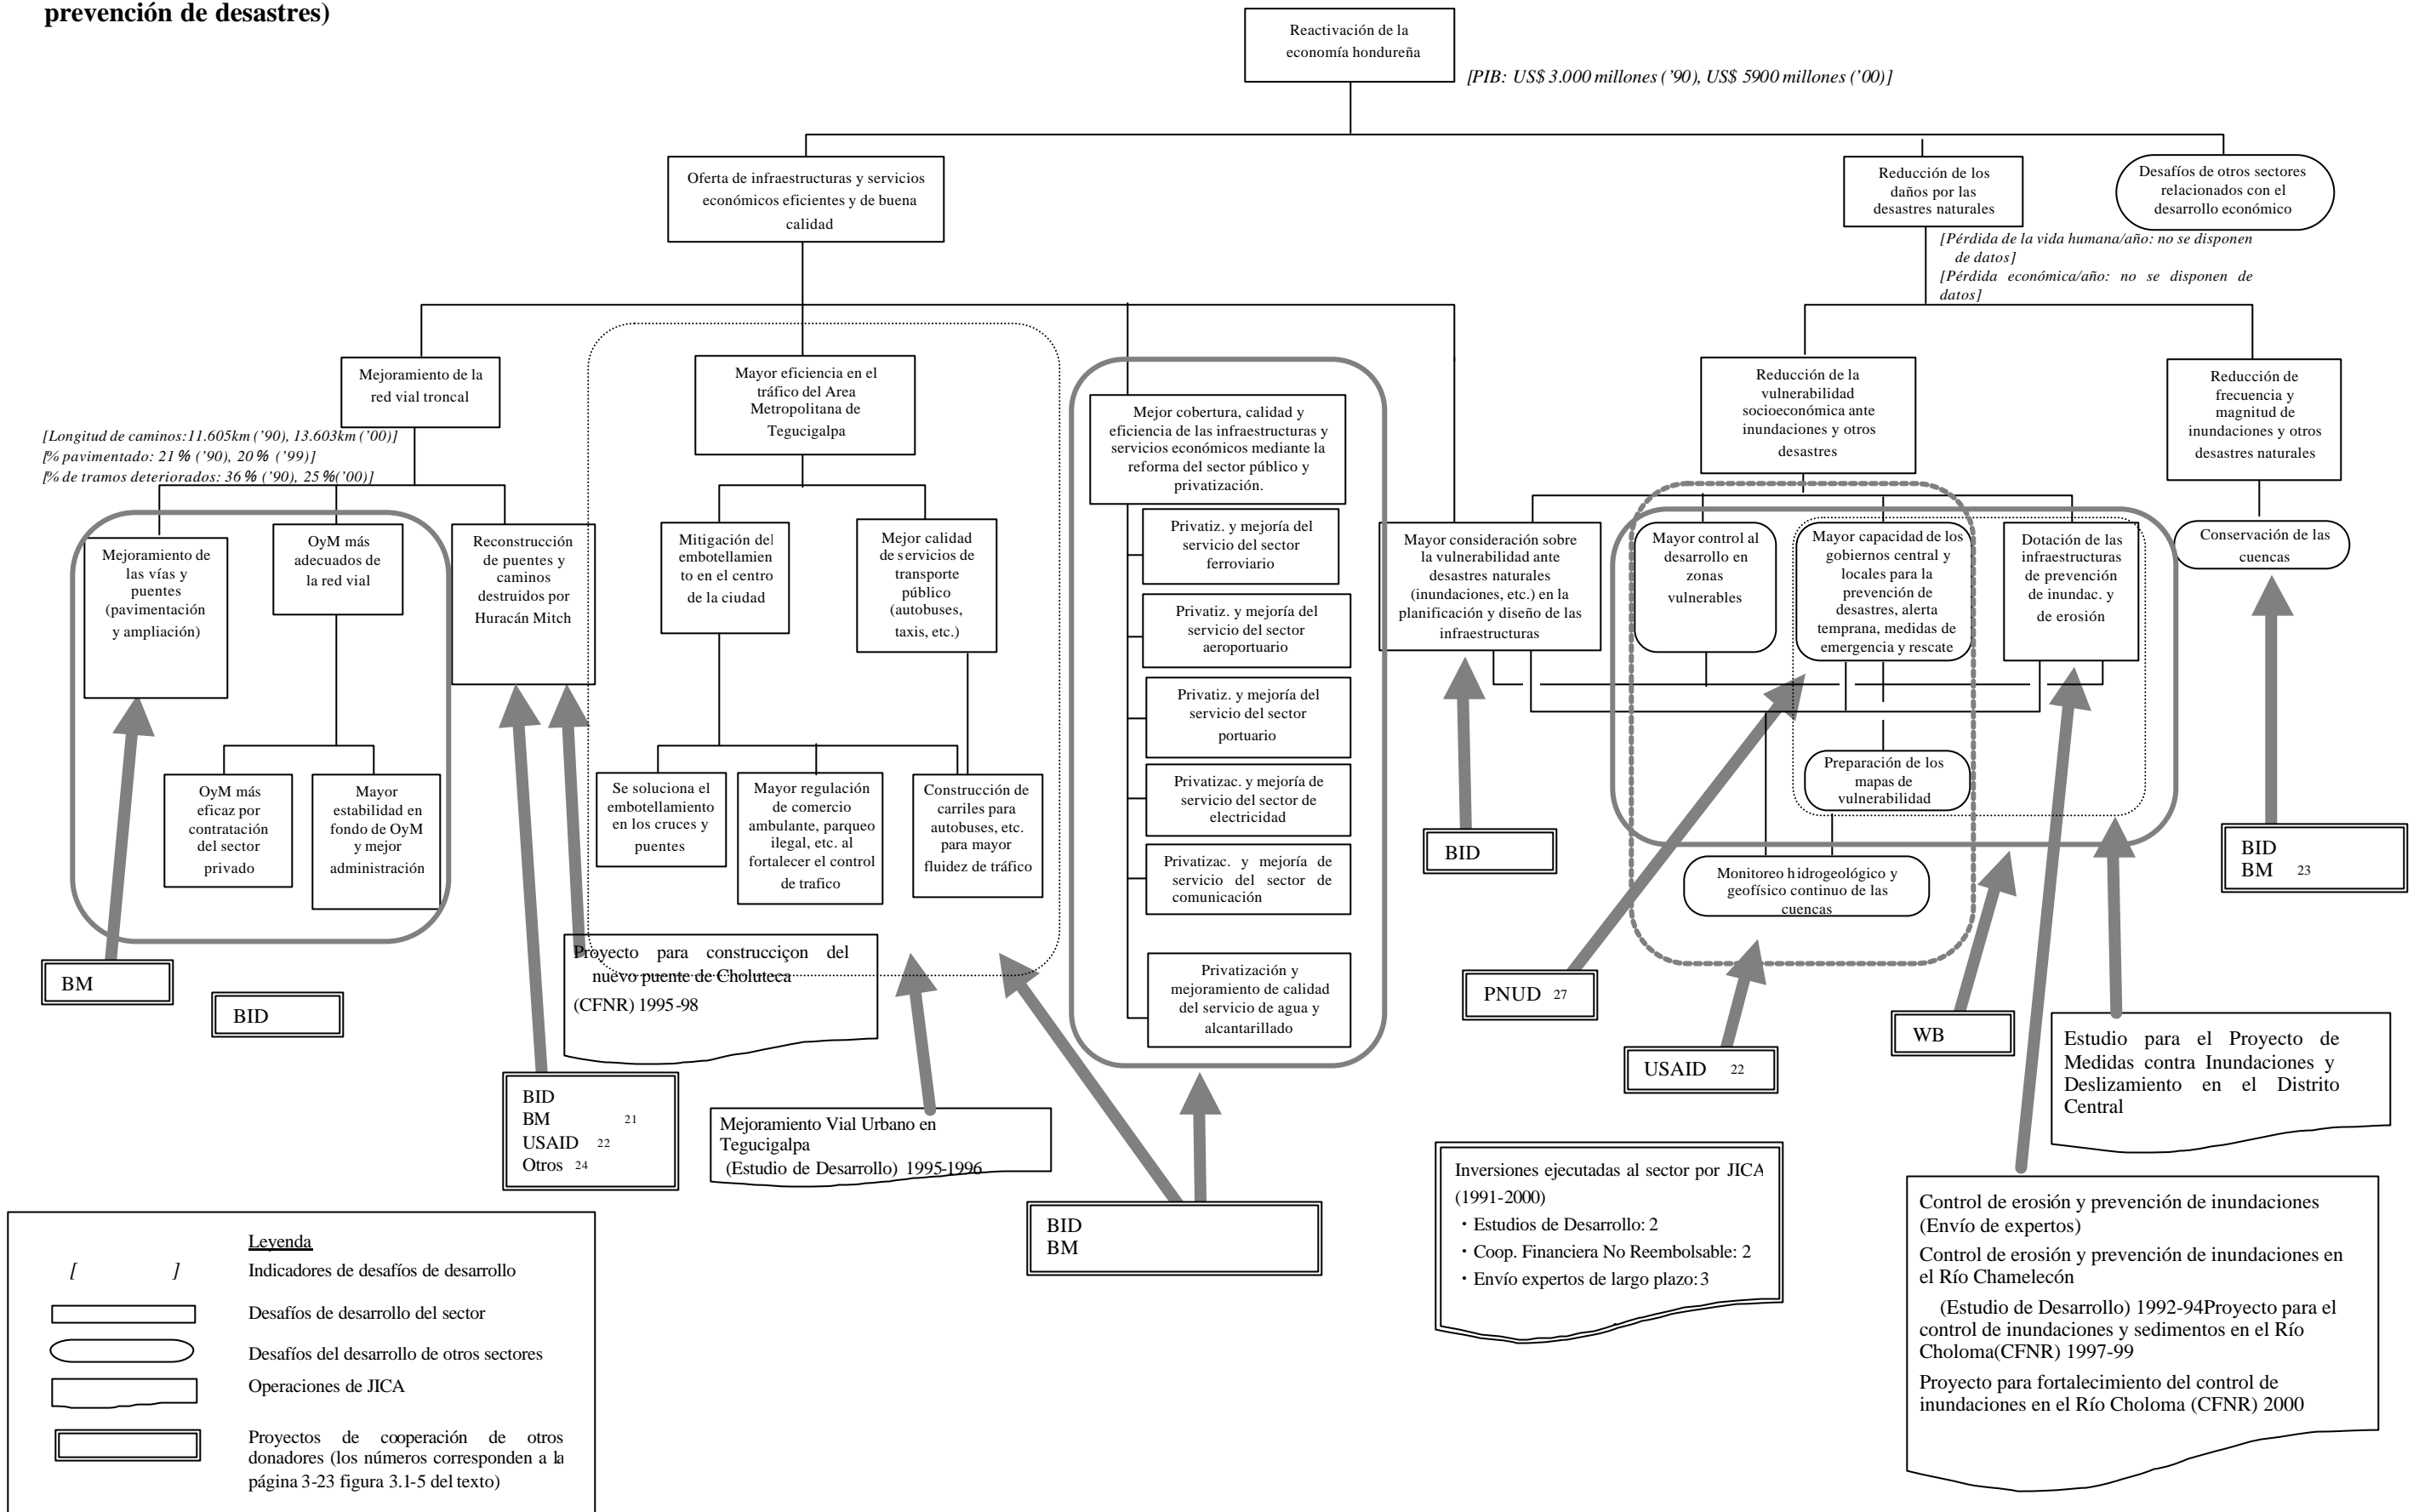 prevención de desastres)
Reactivación de la
economía hondureña
[PIB: US$ 3.000 millones ('90), US$ 5900 millones ('00)]
Oferta de infraestructuras y servicios
económicos eficientes y de buena
calidad
Reducción de los
daños por las
desastres naturales
Desafíos de otros sectores
relacionados con el
desarrollo económico
[Pérdida de la vida humana/año: no se disponen
de datos]
[Pérdida económica/año: no se disponen de
datos]
Mejoramiento de la
red vial troncal
[Longitud de caminos:11.605km ('90), 13.603km ('00)]
[% pavimentado: 21% ('90), 20% ('99)]
[% de tramos deteriorados: 36% ('90), 25%('00)]
Mayor eficiencia en el
tráfico del Area
Metropolitana de
Tegucigalpa
Mejor cobertura, calidad y
eficiencia de las infraestructuras y
servicios económicos mediante la
reforma del sector público y
privatización.
Reducción de la
vulnerabilidad
socioeconómica ante
inundaciones y otros
desastres
Reducción de
frecuencia y
magnitud de
inundaciones y otros
desastres naturales
Mejoramiento de
las vías y
puentes
(pavimentación
y ampliación)
OyM más
adecuados de
la red vial
Reconstrucción
de puentes y
caminos
destruidos por
Huracán Mitch
Mitigación del
embotellamien
to en el centro
de la ciudad
Mejor calidad
de servicios de
transporte
público
(autobuses,
taxis, etc.)
Privatiz. y mejoría del
servicio del sector
ferroviario
Privatiz. y mejoría del
servicio del sector
aeroportuario
Privatiz. y mejoría del
servicio del sector
portuario
Privatizac. y mejoría de
servicio del sector de
electricidad
Privatizac. y mejoría de
servicio del sector de
comunicación
Privatización y
mejoramiento de calidad
del servicio de agua y
alcantarillado
Mayor consideración sobre
la vulnerabilidad ante
desastres naturales
(inundaciones, etc.) en la
planificación y diseño de las
infraestructuras
Mayor control al
desarrollo en
zonas
vulnerables
Mayor capacidad de los
gobiernos central y
locales para la
prevención de
desastres, alerta
temprana, medidas de
emergencia y rescate
Dotación de las
infraestructuras
de prevención
de inundac. y
de erosión
Conservación de las
cuencas
OyM más
eficaz por
contratación
del sector
privado
Mayor
estabilidad en
fondo de OyM
y mejor
administración
Se soluciona el
embotellamiento
en los cruces y
puentes
Mayor regulación
de comercio
ambulante, parqueo
ilegal, etc. al
fortalecer el control
de trafico
Construcción de
carriles para
autobuses, etc.
para mayor
fluidez de tráfico
Preparación de los
mapas de
vulnerabilidad
Monitoreo hidrogeológico y
geofísico continuo de las
cuencas
BM
BID
Proyecto para construcciçon del
nuevo puente de Choluteca
(CFNR) 1995-98
BID
BM 21
USAID 22
Otros 24
Mejoramiento Vial Urbano en
Tegucigalpa
(Estudio de Desarrollo) 1995-1996
BID
BM
BID
PNUD 27
USAID 22
WB
BID
BM 23
Estudio para el Proyecto de
Medidas contra Inundaciones y
Deslizamiento en el Distrito
Central
Inversiones ejecutadas al sector por JICA
(1991-2000)
・Estudios de Desarrollo: 2
・Coop. Financiera No Reembolsable: 2
・Envío expertos de largo plazo: 3
Control de erosión y prevención de inundaciones
(Envío de expertos)
Control de erosión y prevención de inundaciones en
el Río Chamelecón
(Estudio de Desarrollo) 1992-94Proyecto para el
control de inundaciones y sedimentos en el Río
Choloma(CFNR) 1997-99
Proyecto para fortalecimiento del control de
inundaciones en el Río Choloma (CFNR) 2000
Leyenda
[ ] Indicadores de desafíos de desarrollo
Desafíos de desarrollo del sector
Desafíos del desarrollo de otros sectores
Operaciones de JICA
Proyectos de cooperación de otros
donadores (los números corresponden a la
página 3-23 figura 3.1-5 del texto)